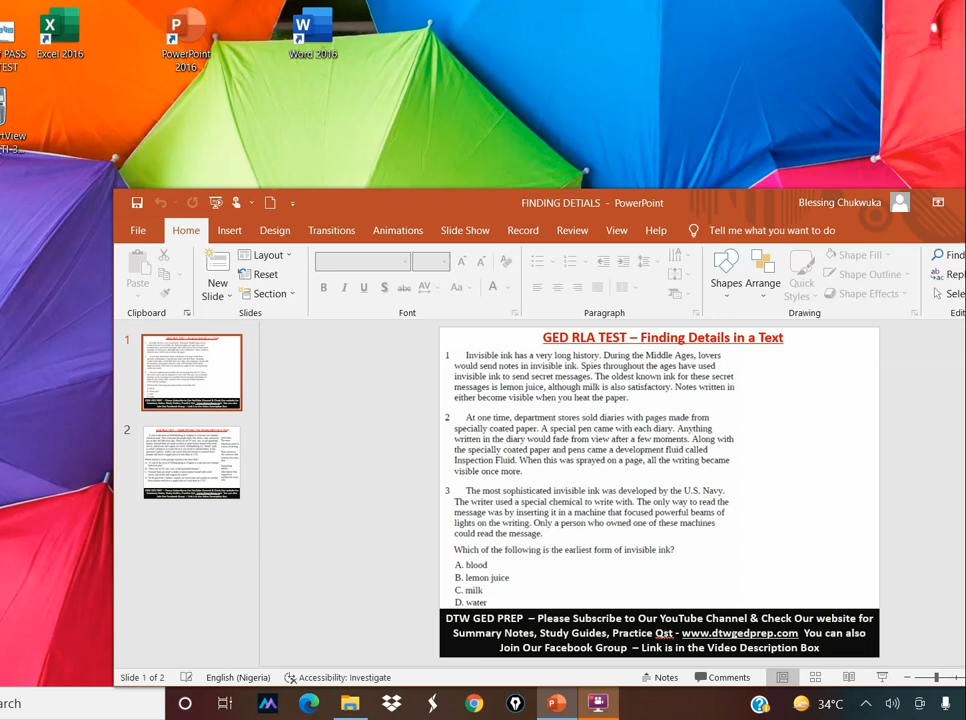 f PASS
TEST
Excel 2016
PowerPoint
2016
Word 2016
FINDING DETIALS - PowerPoint
Blessing Chukwuka
File
Home
Insert
Design
Transitions
Animations
Slide Show
Record
Review
View
Help
Tell me what you want to do
Paste
New
Slide
Layout
Reset
Section
Shapes
Arrange
Quick
Styles
Shape Fill
Shape Outline
Shape Effects
Find
Repl
Sele
Clipboard
Slides
Font
Paragraph
Drawing
Edit
1
2
GED RLA TEST – Finding Details in a Text
1 Invisible ink has a very long history. During the Middle Ages, lovers
would send notes in invisible ink. Spies throughout the ages have used
invisible ink to send secret messages. The oldest known ink for these secret
messages is lemon juice, although milk is also satisfactory. Notes written in
either become visible when you heat the paper.
2 At one time, department stores sold diaries with pages made from
specially coated paper. A special pen came with each diary. Anything
written in the diary would fade from view after a few moments. Along with
the specially coated paper and pens came a development fluid called
Inspection Fluid. When this was sprayed on a page, all the writing became
visible once more.
3 The most sophisticated invisible ink was developed by the U.S. Navy.
The writer used a special chemical to write with. The only way to read the
message was by inserting it in a machine that focused powerful beams of
lights on the writing. Only a person who owned one of these machines
could read the message.
Which of the following is the earliest form of invisible ink?
A. blood
B. lemon juice
C. milk
D. water
DTW GED PREP – Please Subscribe to Our YouTube Channel & Check Our website for
Summary Notes, Study Guides, Practice Qst - www.dtwgedprep.com You can also
Join Our Facebook Group – Link is in the Video Description Box
Slide 1 of 2
English (Nigeria)
Accessibility: Investigate
Notes
Comments
arch
34°C